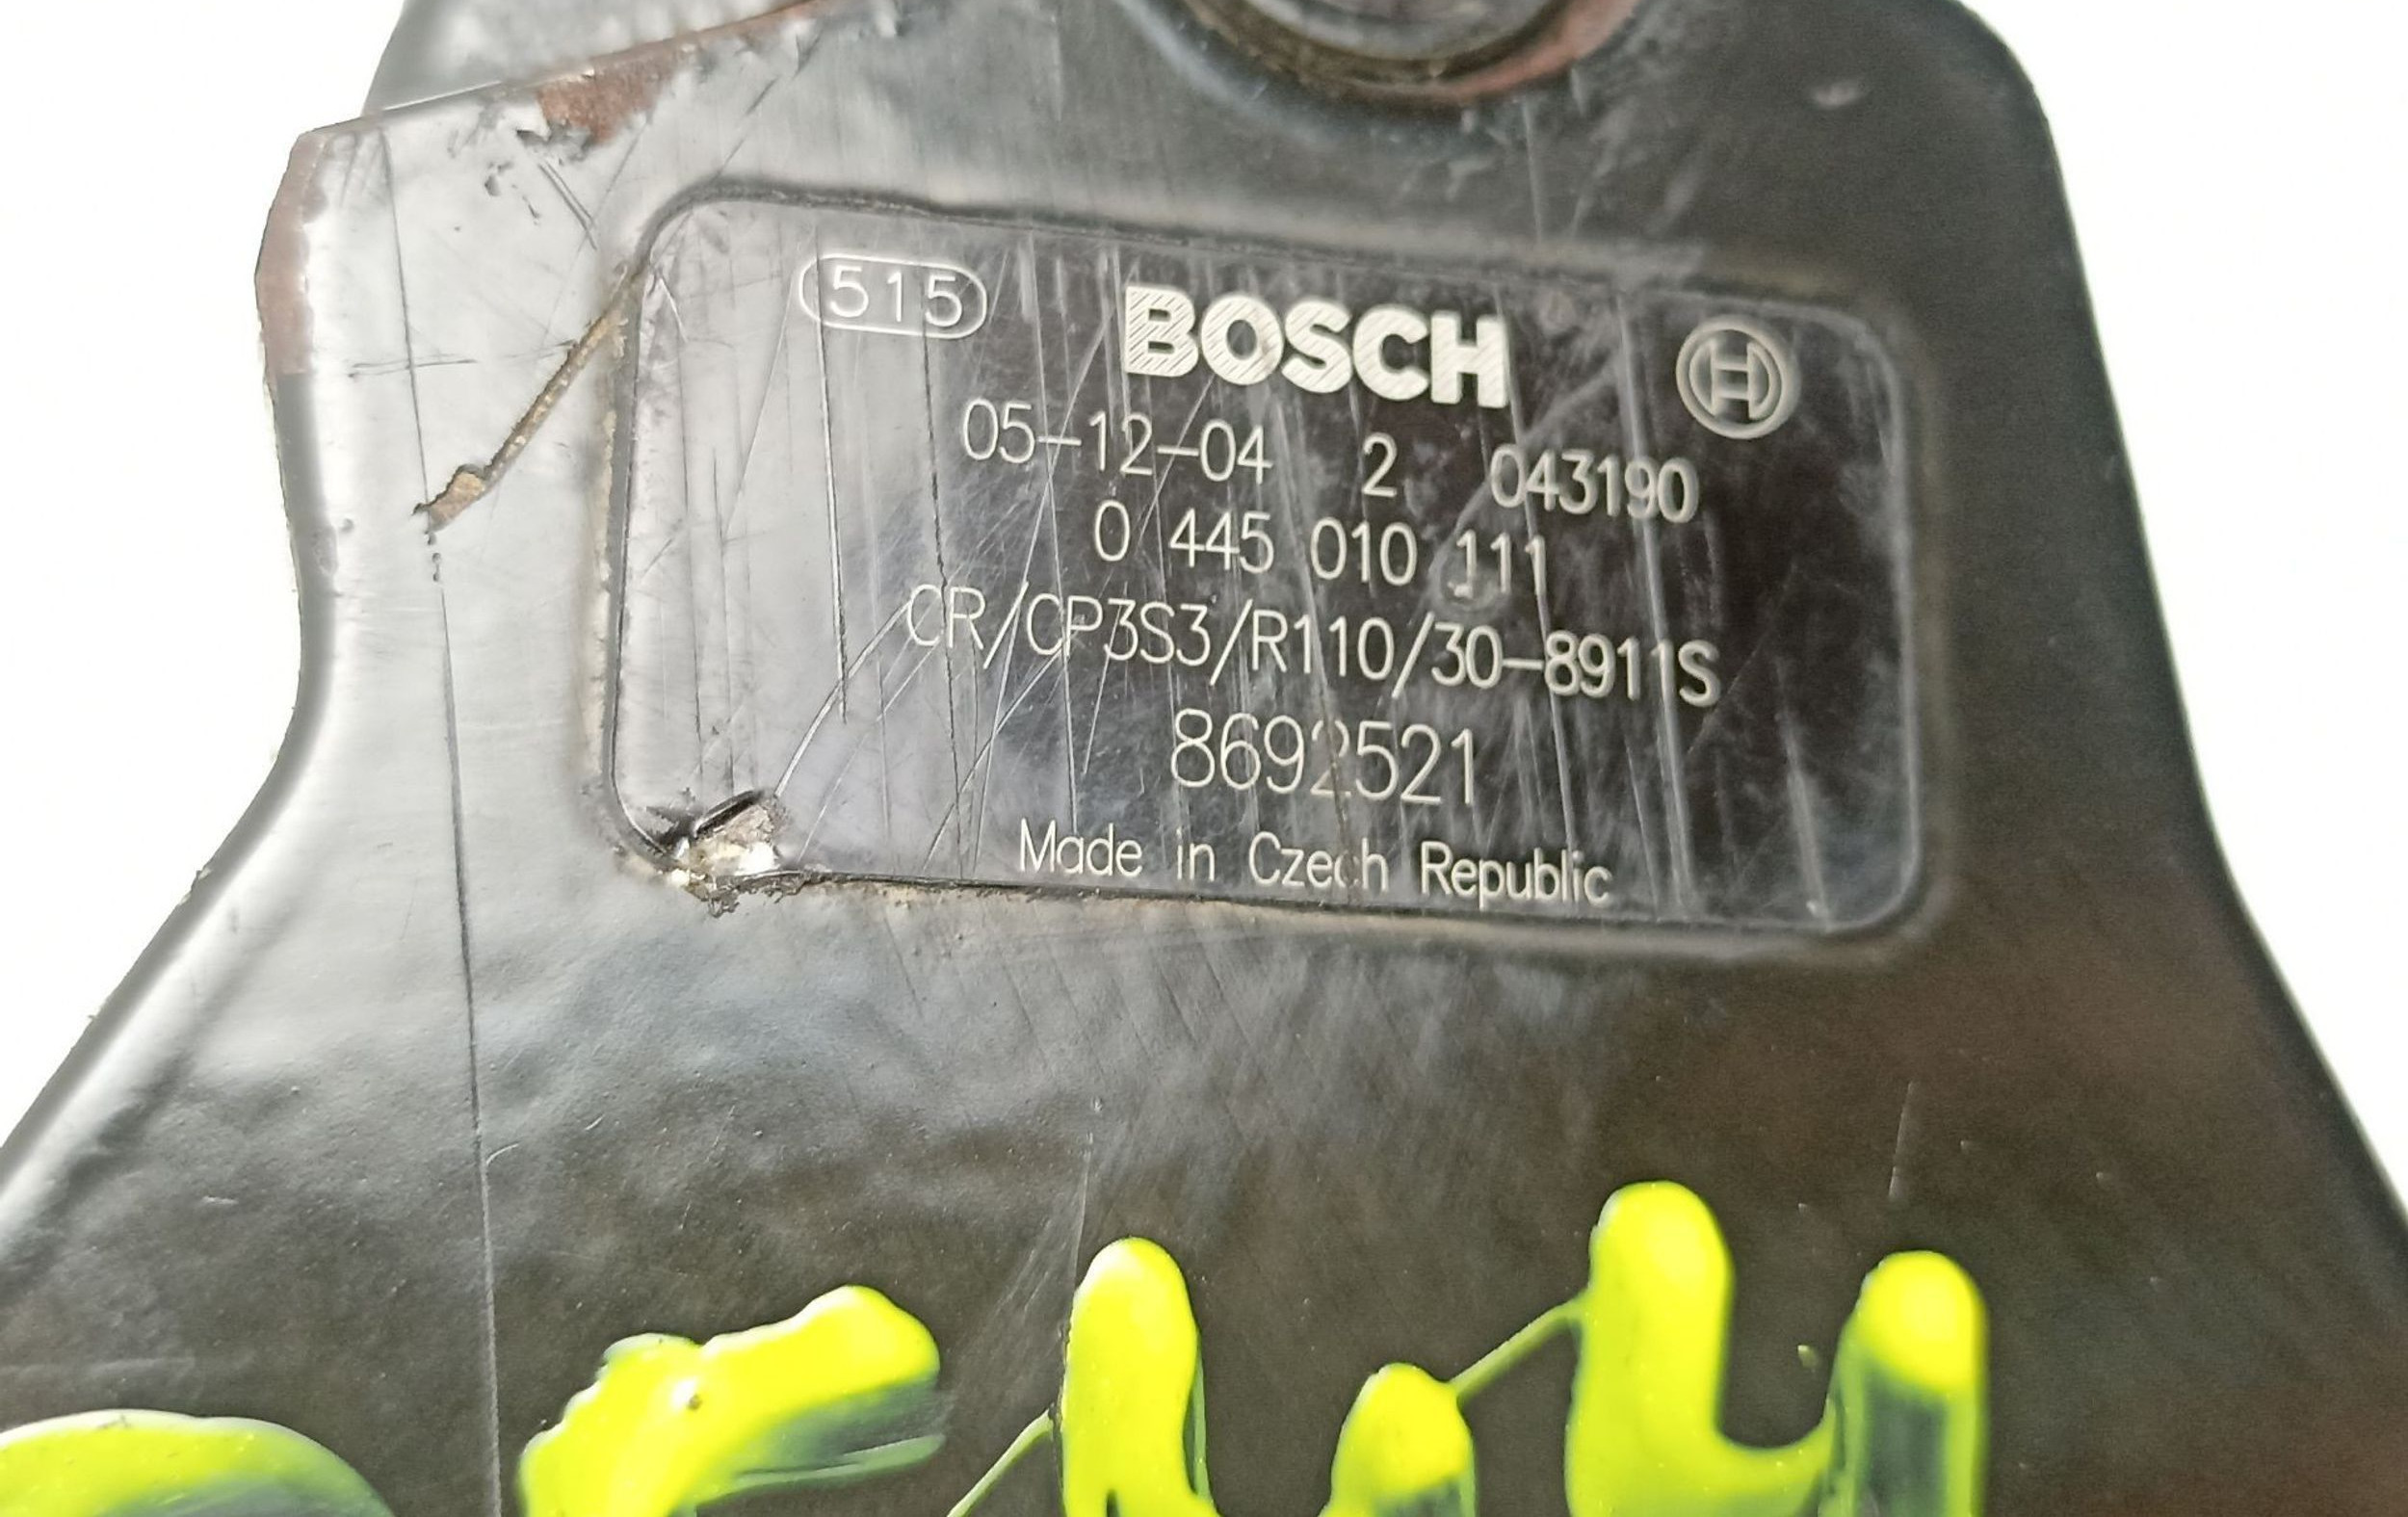 515 BOSCH
05-12-04 2 043190
0 445 010 111
CR/CP3S3/R110/30-8911S
8692521
Made in Czech Republic